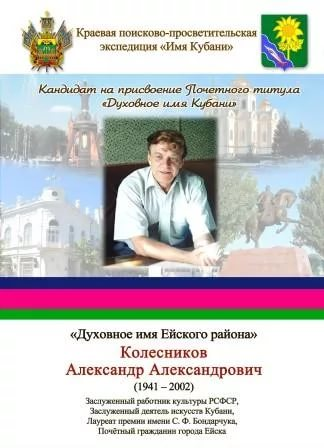 Краевая поисково-просветительская
экспедиция «Имя Кубани»
Кандидат на присвоение Почетного титула
«Духовное имя Кубани»
«Духовное имя Ейского района»
Колесников
Александр Александрович
(1941 – 2002)
Заслуженный работник культуры РСФСР,
Заслуженный деятель искусств Кубани,
Лауреат премии имени С. Ф. Бондарчука,
Почётный гражданин города Ейска